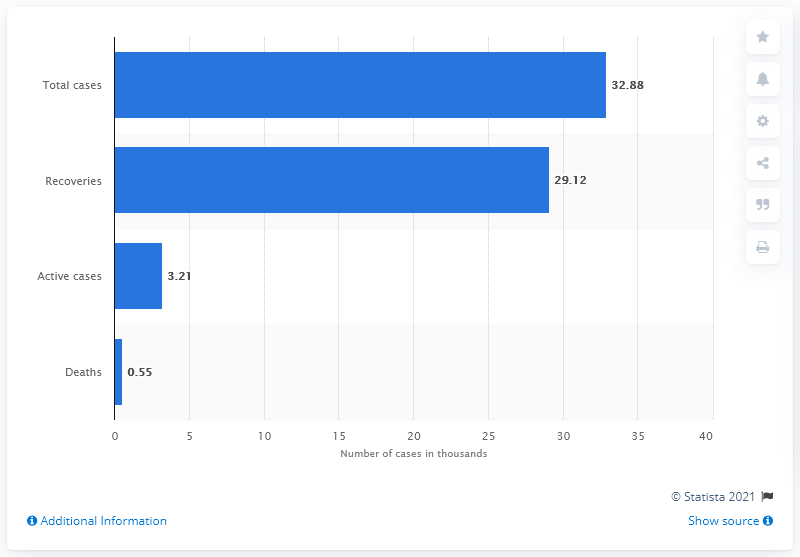 Total cases 32.88
Recoveries 29.12
Active cases 3.21
Deaths 0.55
0 5 10 15 20 25 30 35 40
Number of cases in thousands
© Statista 2021
Additional Information Show source